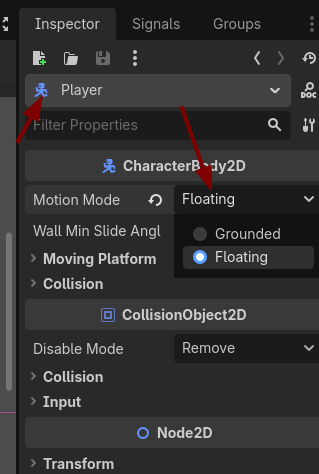 Inspector Signals Groups
Player
DOC
Filter Properties
CharacterBody2D
Motion Mode Floating
Grounded
Wall Min Slide Angl
Floating
Moving Platform
Collision
CollisionObject2D
Disable Mode Remove
Collision
Input
Node2D
Transform